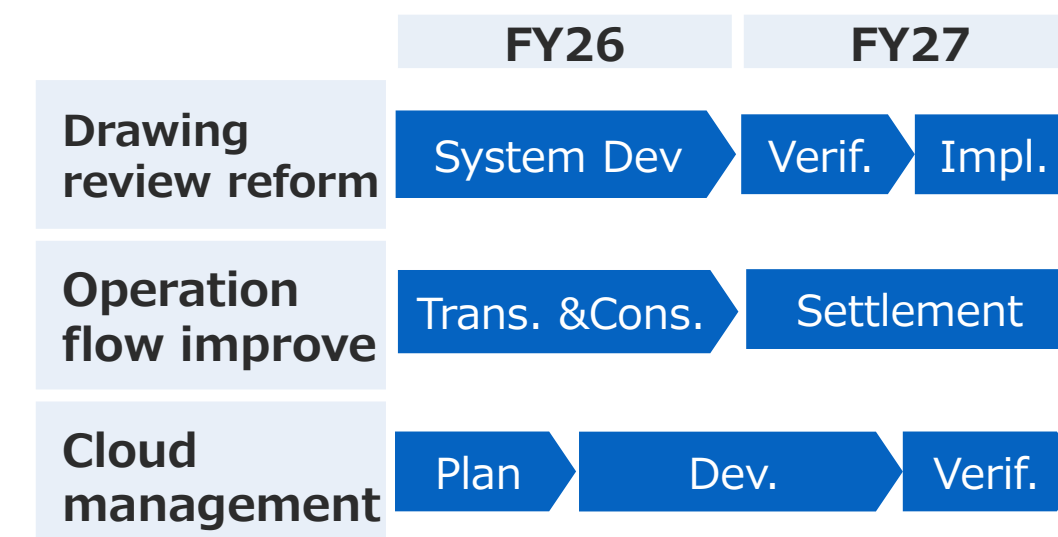 FY26 FY27
Drawing
review reform
System Dev Verif. Impl.
Operation
flow improve
Trans. &Cons. Settlement
Cloud
management
Plan Dev. Verif.